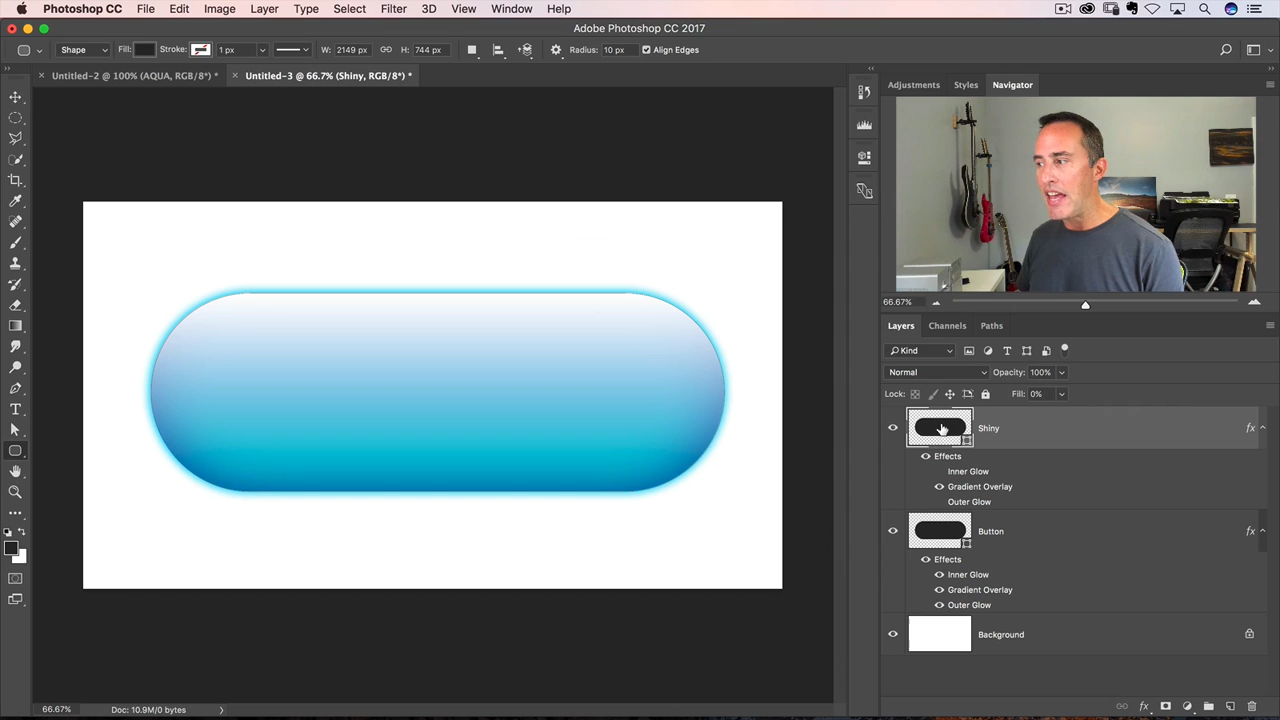 Photoshop CC File Edit Image Layer Type Select Filter 3D View Window Help
Adobe Photoshop CC 2017
Shape Fill: Stroke: 1 px W: 2149 px H: 744 px Radius: 10 px Align Edges
Untitled-2 @ 100% (AQUA, RGB/8*) * Untitled-3 @ 66.7% (Shiny, RGB/8*) *
Adjustments Styles Navigator
66.67%
Layers Channels Paths
Kind
Normal Opacity: 100%
Lock: Fill: 0%
Shiny fx
Effects
Inner Glow
Gradient Overlay
Outer Glow
Button fx
Effects
Inner Glow
Gradient Overlay
Outer Glow
Background
66.67% Doc: 10.9M/0 bytes fx